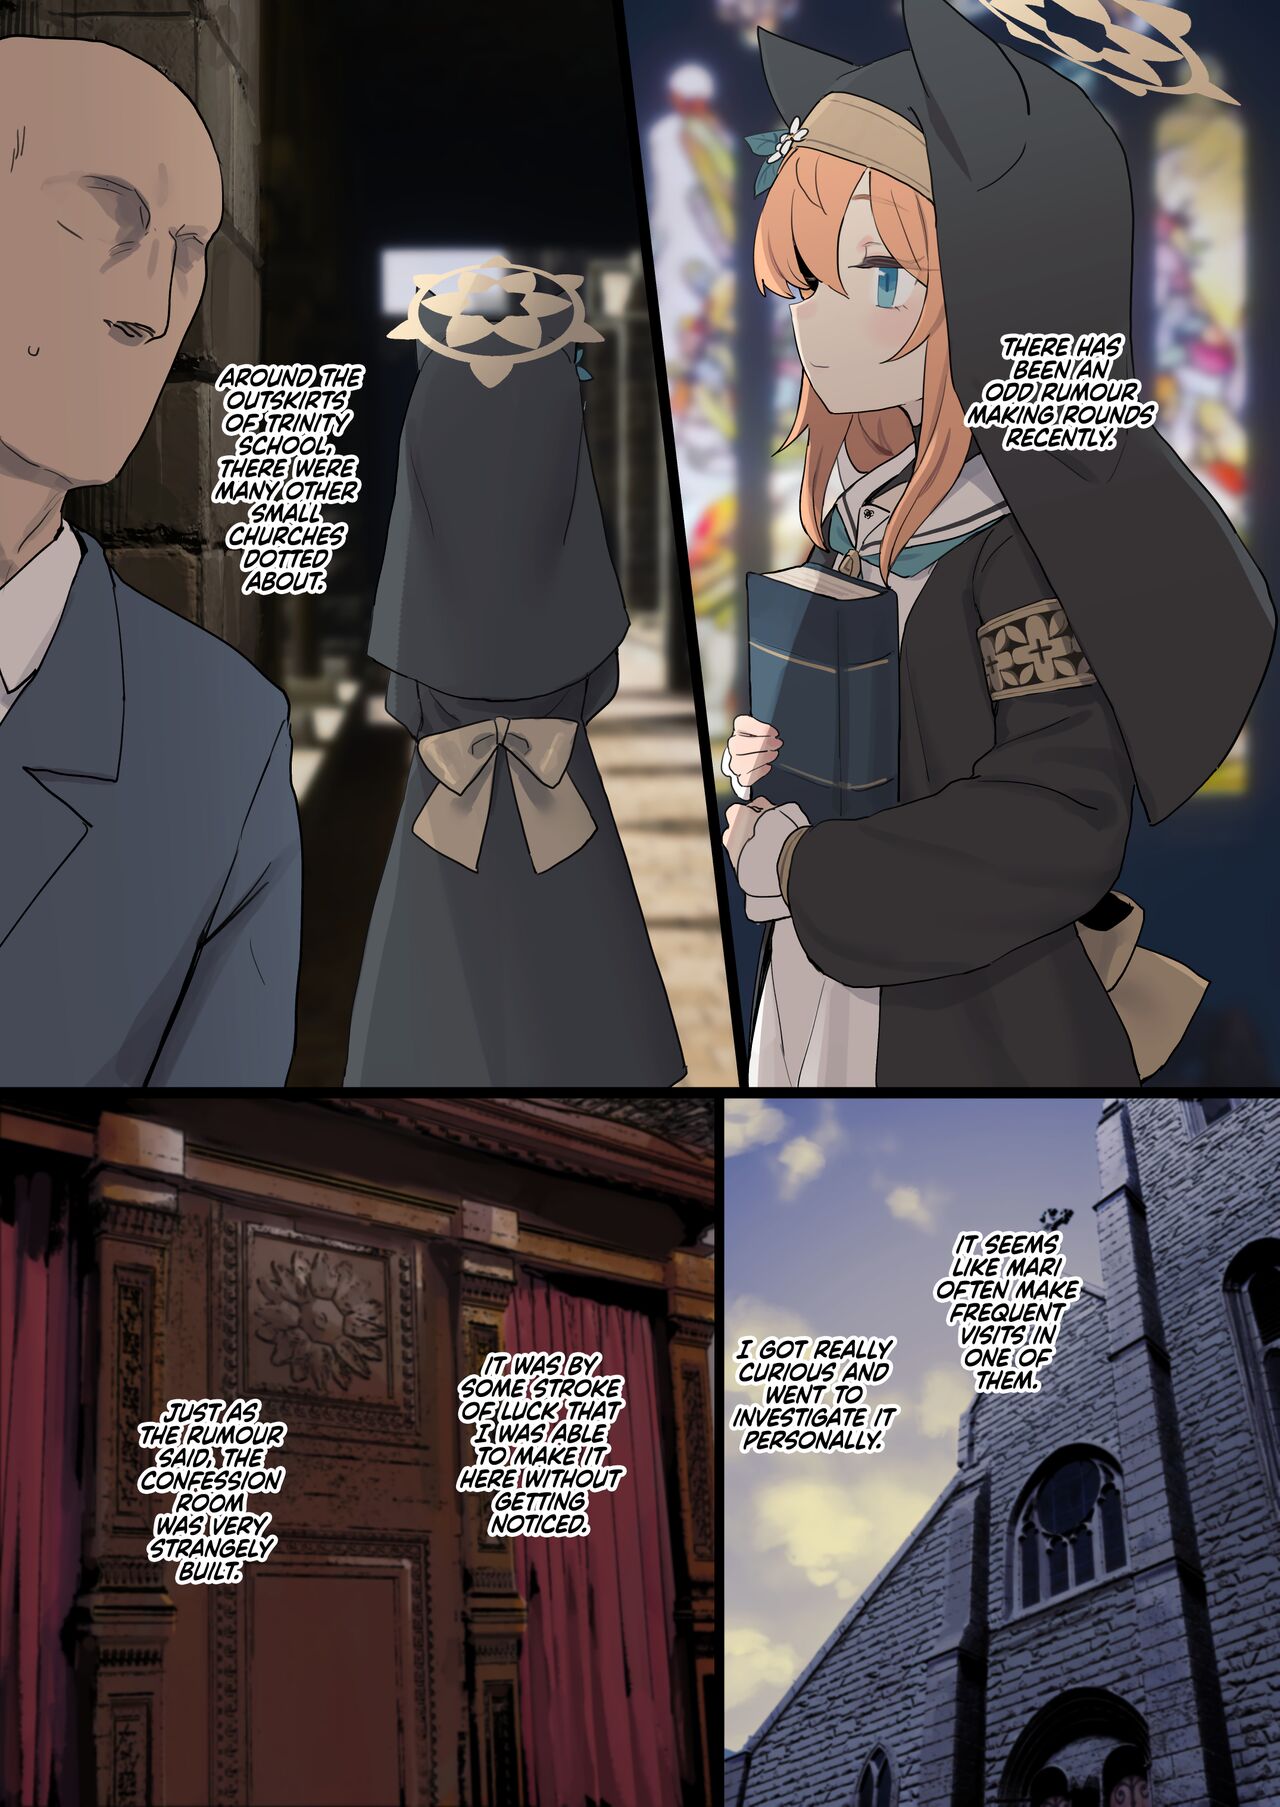 THERE HAS
BEEN AN
ODD RUMOUR
MAKING ROUNDS
RECENTLY.
AROUND THE
OUTSKIRTS
OF TRINITY
SCHOOL,
THERE WERE
MANY OTHER
SMALL
CHURCHES
DOTTED
ABOUT.
IT SEEMS
LIKE MARI
OFTEN MAKE
FREQUENT
VISITS IN
ONE OF
THEM.
I GOT REALLY
CURIOUS AND
WENT TO
INVESTIGATE IT
PERSONALLY.
IT WAS BY
SOME STROKE
OF LUCK THAT
I WAS ABLE
TO MAKE IT
HERE WITHOUT
GETTING
NOTICED.
JUST AS
THE RUMOUR
SAID, THE
CONFESSION
ROOM
WAS VERY
STRANGELY
BUILT.